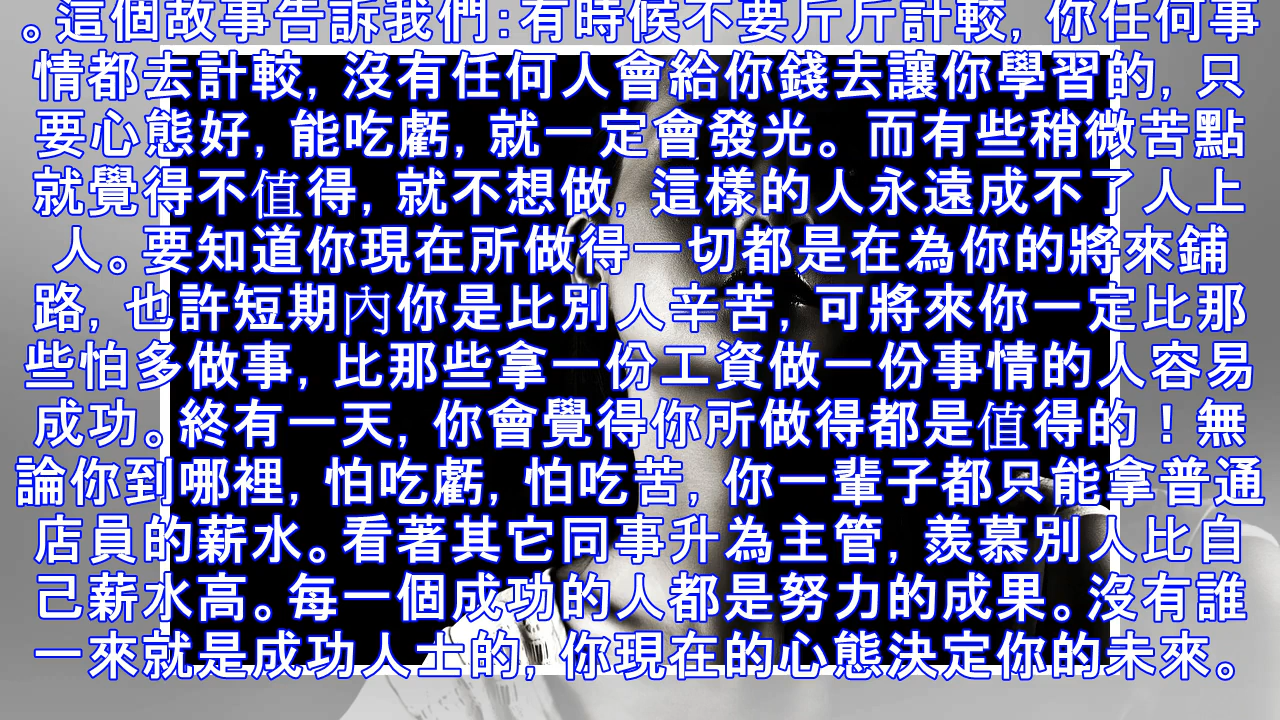 。這個故事告訴我們:有時候不要斤斤計較, 你任何事
情都去計較, 沒有任何人會給你錢去讓你學習的, 只
要心態好, 能吃虧, 就一定會發光。而有些稍微苦點
就覺得不值得, 就不想做, 這樣的人永遠成不了人上
人。要知道你現在所做得一切都是在為你的將來鋪
路, 也許短期內你是比別人辛苦, 可將來你一定比那
些怕多做事, 比那些拿一份工資做一份事情的人容易
成功。終有一天, 你會覺得你所做得都是值得的！無
論你到哪裡, 怕吃虧, 怕吃苦, 你一輩子都只能拿普通
店員的薪水。看著其它同事升為主管, 羨慕別人比自
己薪水高。每一個成功的人都是努力的成果。沒有誰
一來就是成功人士的, 你現在的心態決定你的未來。